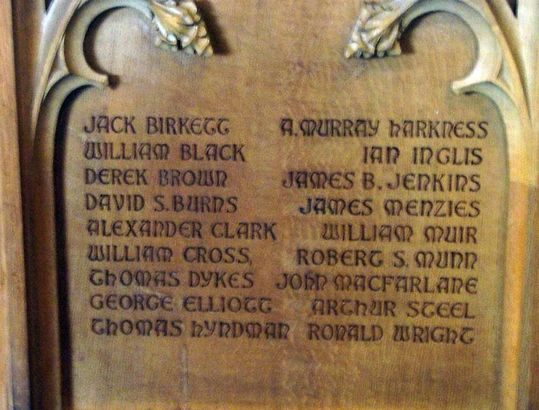 JACK BIRKETT A. MURRAY HARKNESS
WILLIAM BLACK IAN INGLIS
DEREK BROWN JAMES B. JENKINS
DAVID S. BURNS JAMES MENZIES
ALEXANDER CLARK WILLIAM MUIR
WILLIAM CROSS, ROBERT S. MUNN
THOMAS DYKES JOHN MACFARLANE
GEORGE ELLIOTT ARTHUR STEEL
THOMAS HYNDMAN RONALD WRIGHT